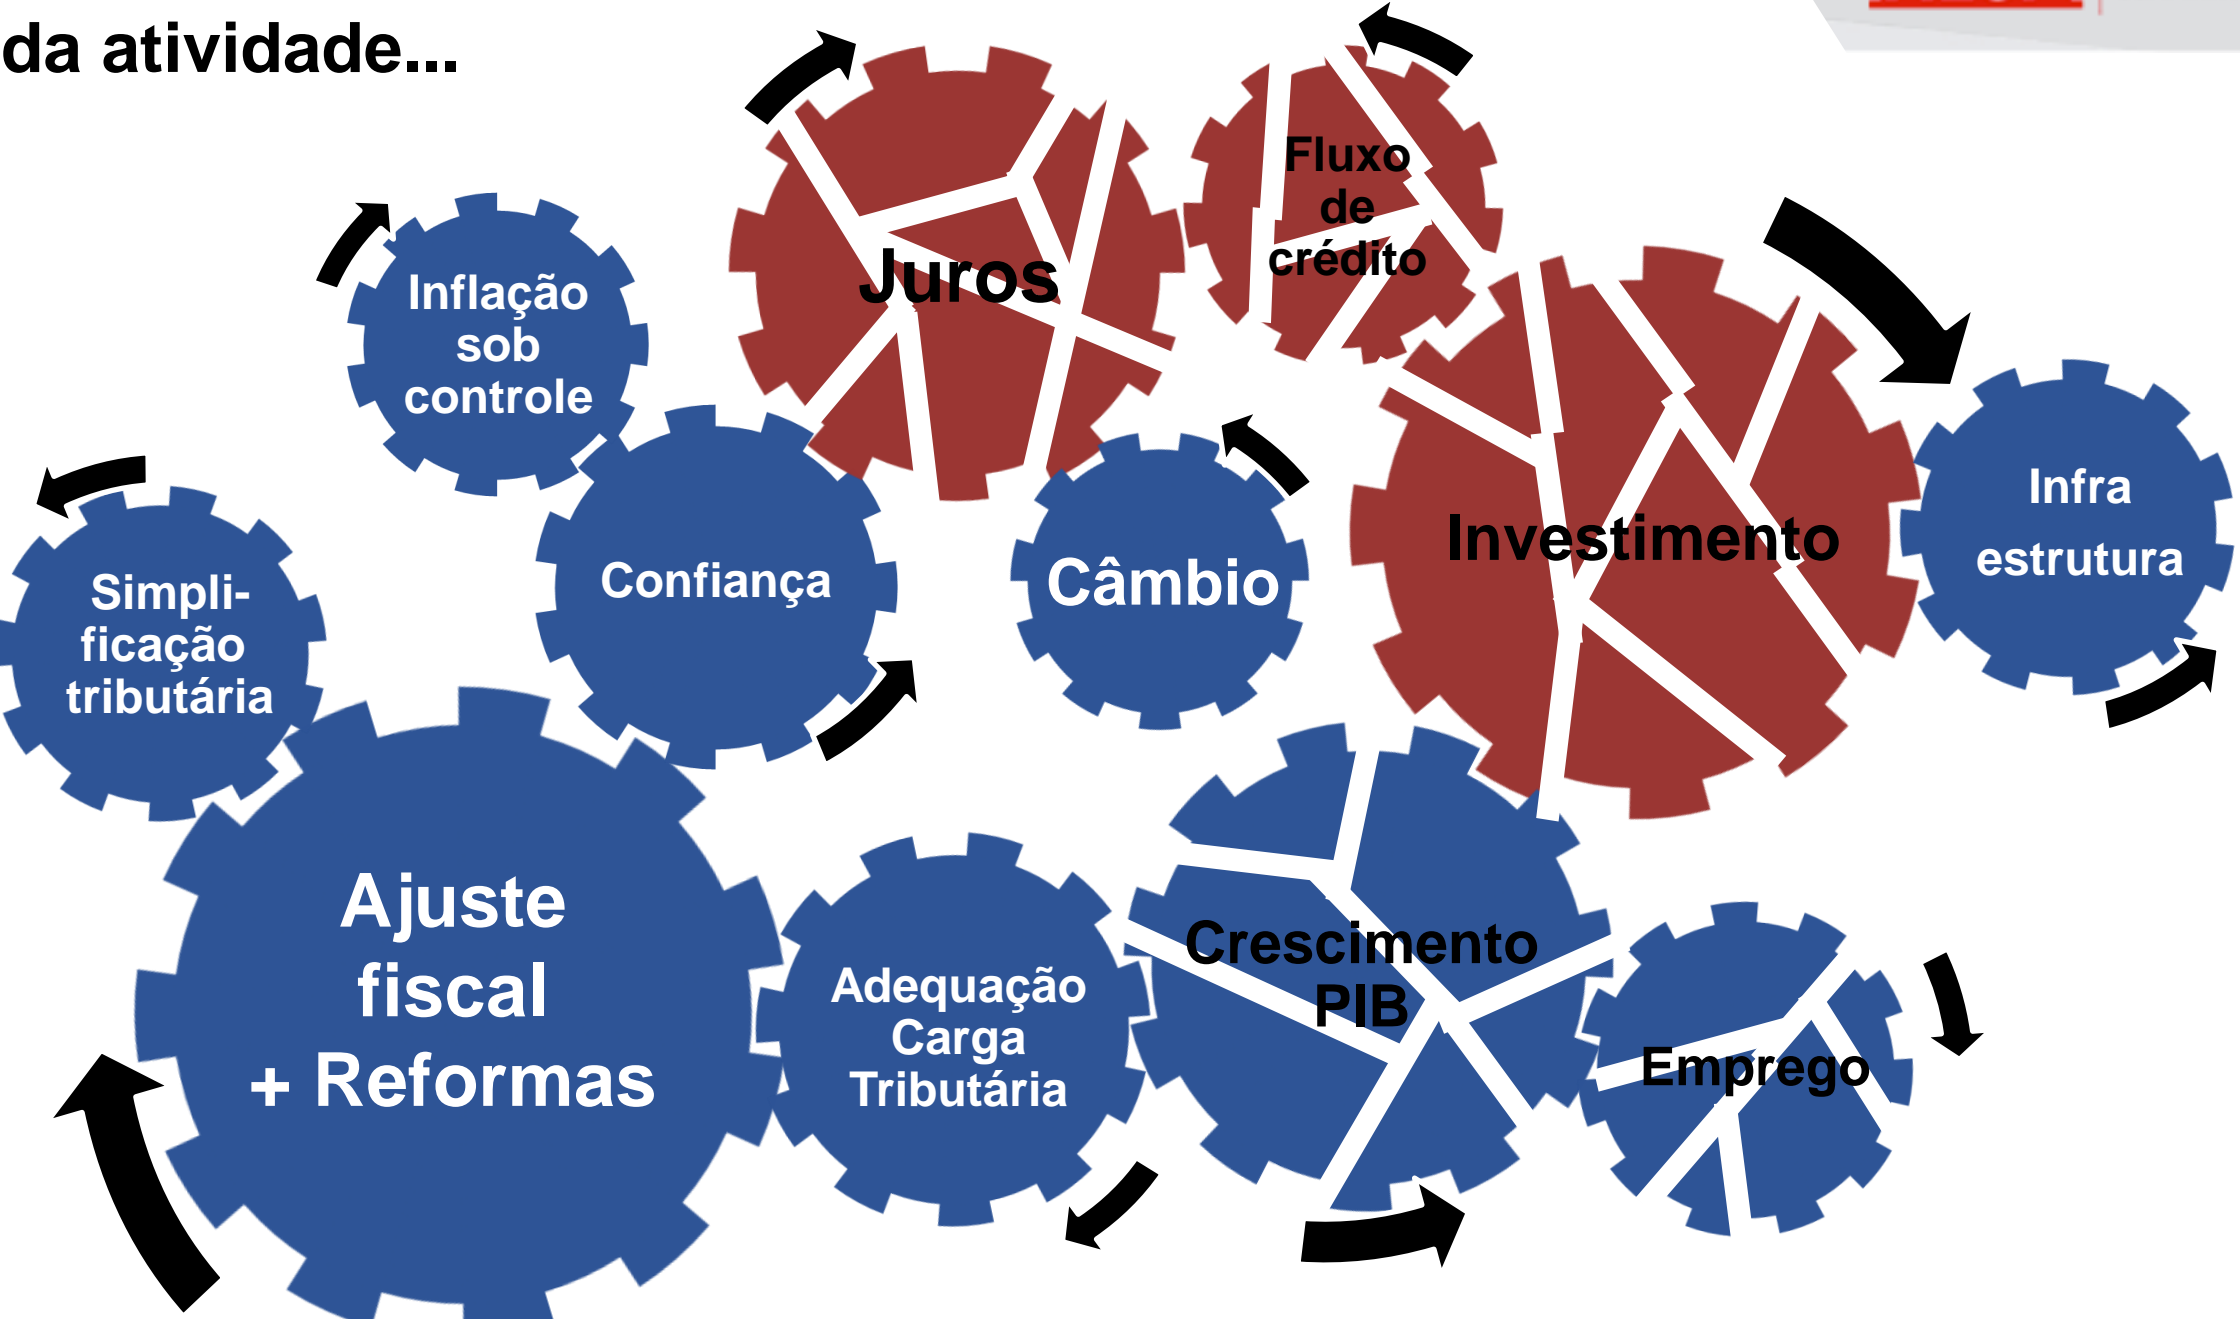 da atividade...
Fluxo
de
crédito
Juros
Inflação
sob
controle
Investimento
Infra
estrutura
Confiança
Câmbio
Simpli-
ficação
tributária
Ajuste
fiscal
+ Reformas
Adequação
Carga
Tributária
Crescimento
PIB
Emprego